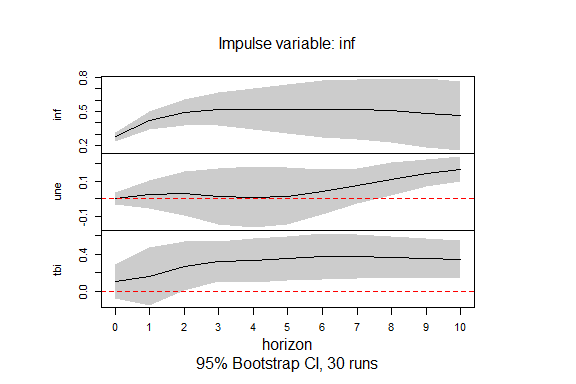 Impulse variable: inf
inf
0.2 0.5 0.8
une
-0.1 0.1
tbi
0.0 0.4
0 1 2 3 4 5 6 7 8 9 10
horizon
95% Bootstrap CI, 30 runs